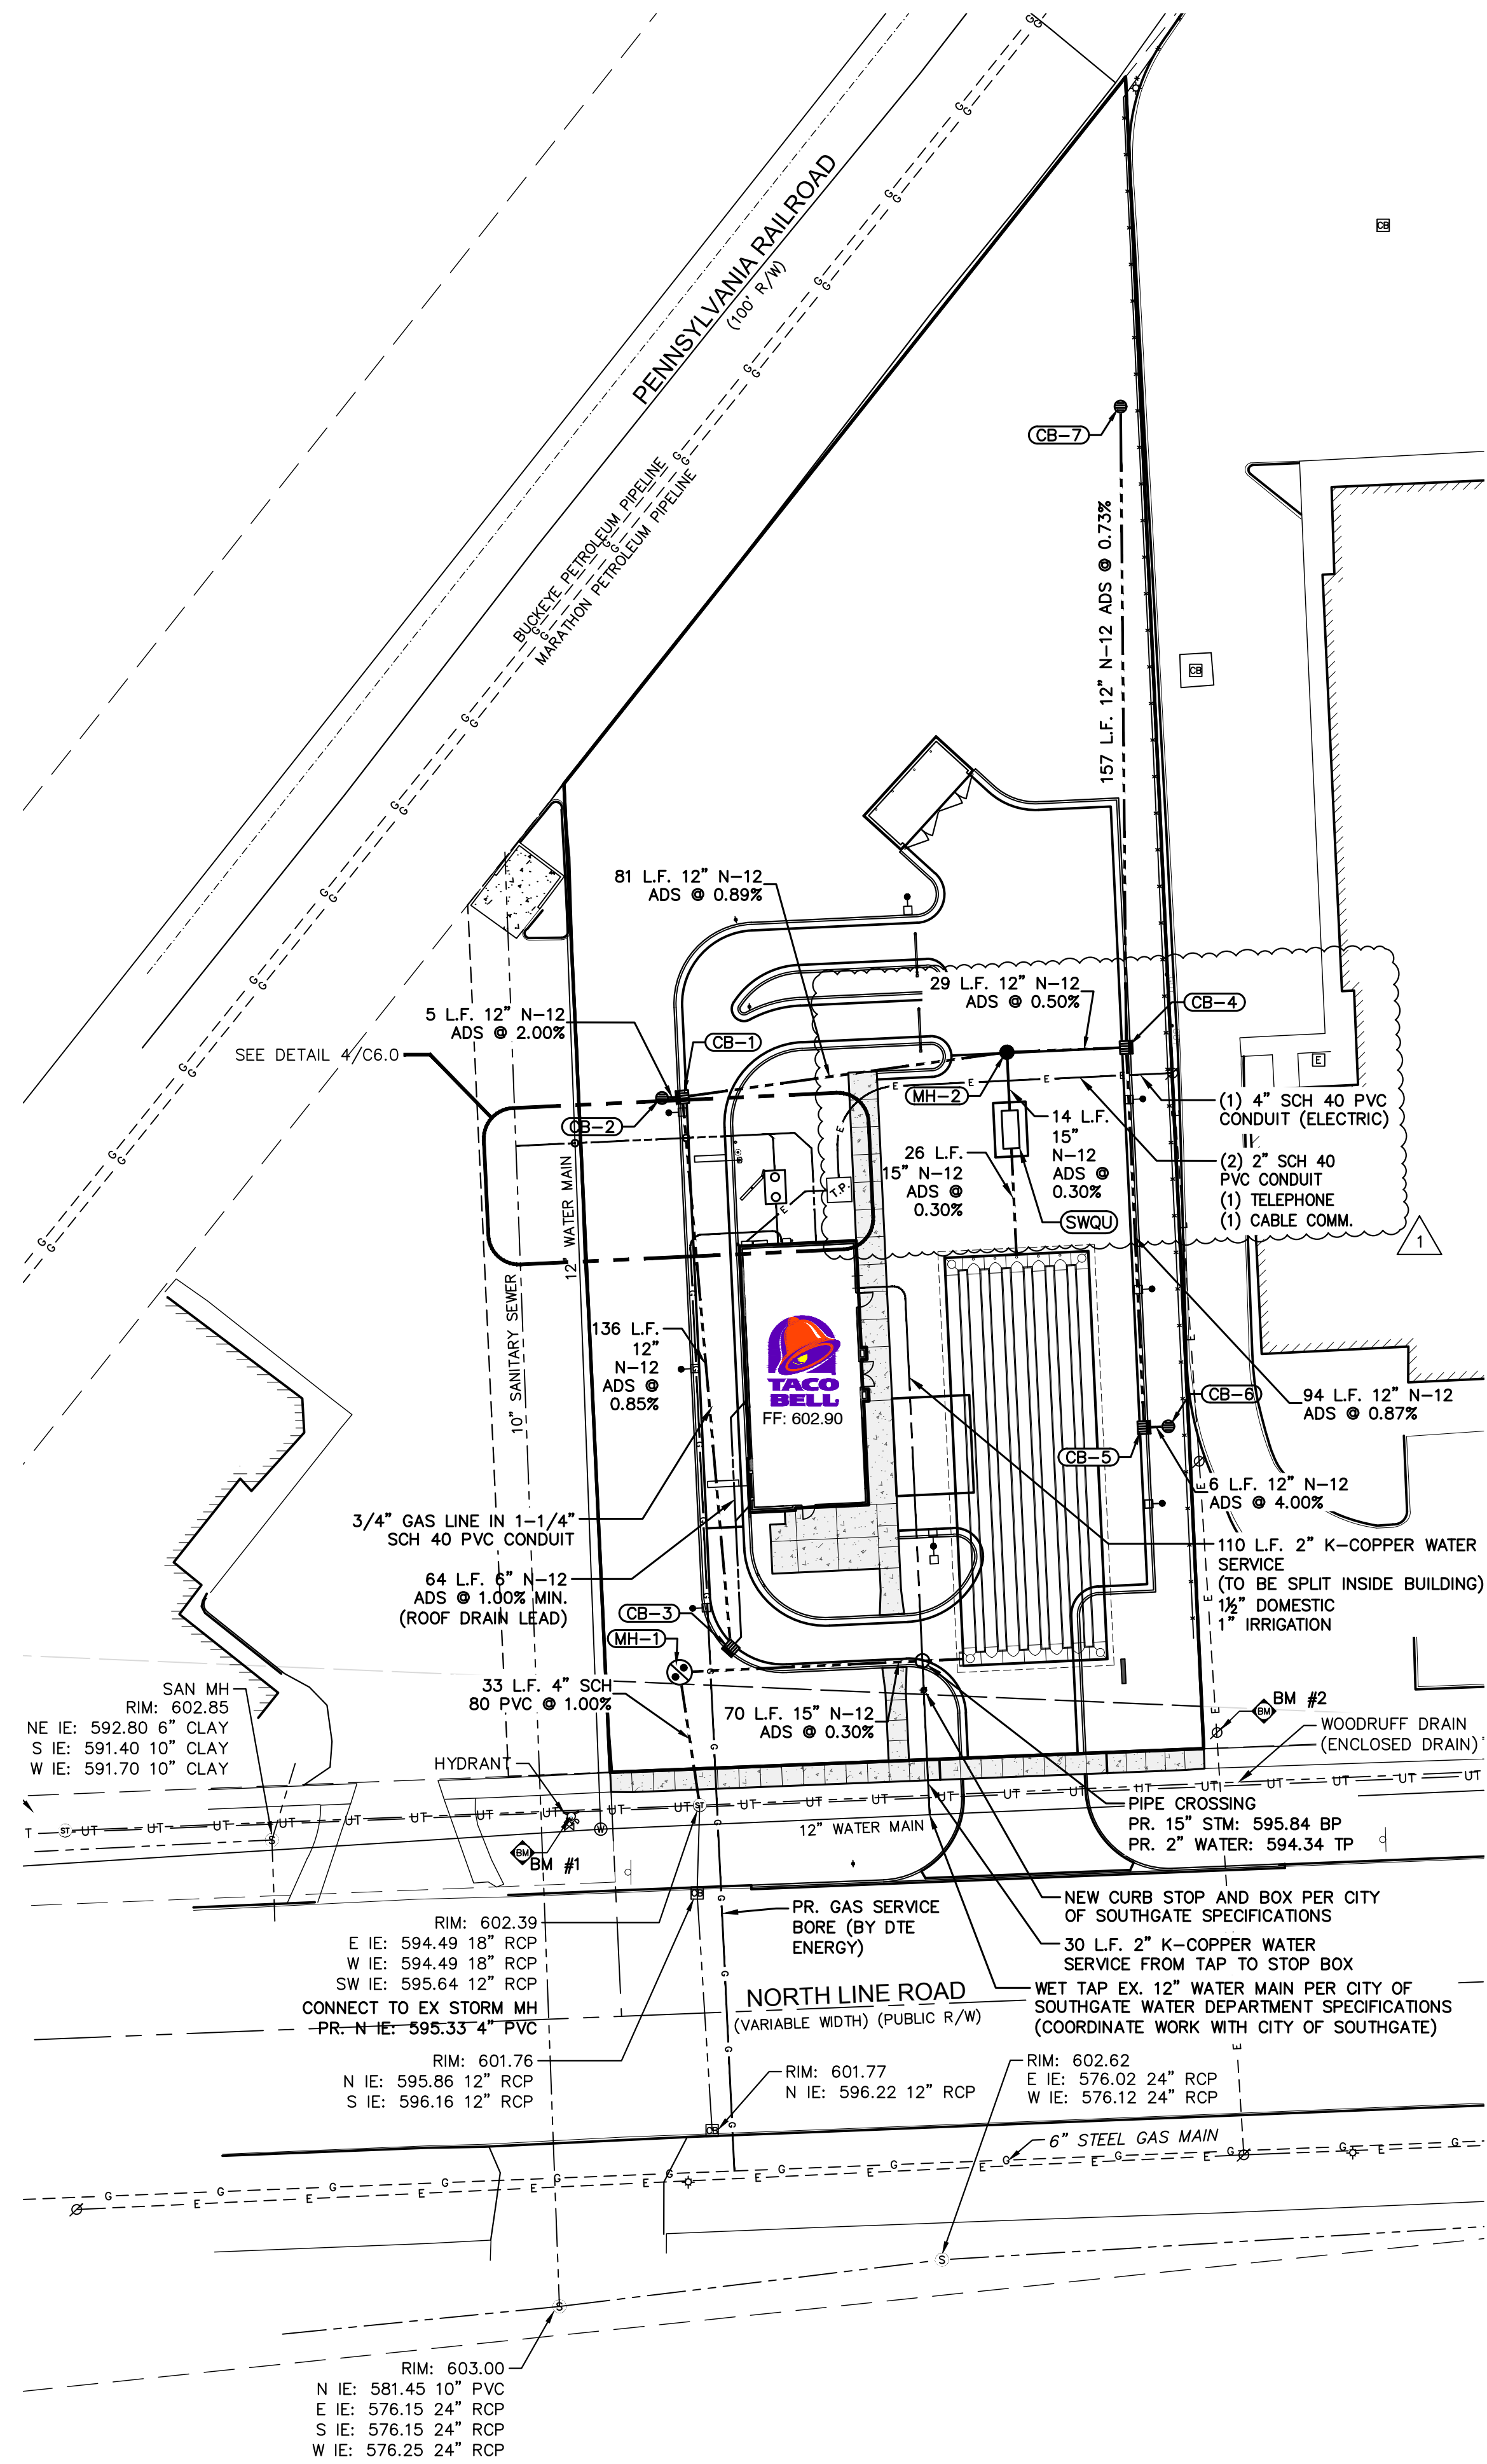 PENNSYLVANIA RAILROAD
(100' R/W)
BUCKEYE PETROLEUM PIPELINE
MARATHON PETROLEUM PIPELINE
CB
CB-7
157 L.F. 12" N-12 ADS @ 0.73%
CB
81 L.F. 12" N-12
ADS @ 0.89%
29 L.F. 12" N-12
ADS @ 0.50%
CB-4
5 L.F. 12" N-12
ADS @ 2.00%
CB-1
SEE DETAIL 4/C6.0
E
MH-2
CB-2
(1) 4" SCH 40 PVC
CONDUIT (ELECTRIC)
(2) 2" SCH 40
PVC CONDUIT
(1) TELEPHONE
(1) CABLE COMM.
1
14 L.F.
15"
N-12
ADS @
0.30%
26 L.F.
15" N-12
ADS @
0.30%
T.P.
SWQU
12" WATER MAIN
10" SANITARY SEWER
136 L.F.
12"
N-12
ADS @
0.85%
TACO
BELL
FF: 602.90
CB-6
94 L.F. 12" N-12
ADS @ 0.87%
CB-5
6 L.F. 12" N-12
ADS @ 4.00%
3/4" GAS LINE IN 1-1/4"
SCH 40 PVC CONDUIT
110 L.F. 2" K-COPPER WATER
SERVICE
(TO BE SPLIT INSIDE BUILDING)
1½" DOMESTIC
1" IRRIGATION
64 L.F. 6" N-12
ADS @ 1.00% MIN.
(ROOF DRAIN LEAD)
CB-3
MH-1
33 L.F. 4" SCH
80 PVC @ 1.00%
70 L.F. 15" N-12
ADS @ 0.30%
SAN MH
RIM: 602.85
NE IE: 592.80 6" CLAY
S IE: 591.40 10" CLAY
W IE: 591.70 10" CLAY
BM
BM #2
WOODRUFF DRAIN
(ENCLOSED DRAIN)
HYDRANT
12" WATER MAIN
PIPE CROSSING
PR. 15" STM: 595.84 BP
PR. 2" WATER: 594.34 TP
BM
BM #1
CB
PR. GAS SERVICE
BORE (BY DTE
ENERGY)
NEW CURB STOP AND BOX PER CITY
OF SOUTHGATE SPECIFICATIONS
30 L.F. 2" K-COPPER WATER
SERVICE FROM TAP TO STOP BOX
WET TAP EX. 12" WATER MAIN PER CITY OF
SOUTHGATE WATER DEPARTMENT SPECIFICATIONS
(COORDINATE WORK WITH CITY OF SOUTHGATE)
RIM: 602.39
E IE: 594.49 18" RCP
W IE: 594.49 18" RCP
SW IE: 595.64 12" RCP
CONNECT TO EX STORM MH
PR. N IE: 595.33 4" PVC
NORTH LINE ROAD
(VARIABLE WIDTH) (PUBLIC R/W)
RIM: 601.76
N IE: 595.86 12" RCP
S IE: 596.16 12" RCP
RIM: 601.77
N IE: 596.22 12" RCP
RIM: 602.62
E IE: 576.02 24" RCP
W IE: 576.12 24" RCP
CB
6" STEEL GAS MAIN
S
S
RIM: 603.00
N IE: 581.45 10" PVC
E IE: 576.15 24" RCP
S IE: 576.15 24" RCP
W IE: 576.25 24" RCP